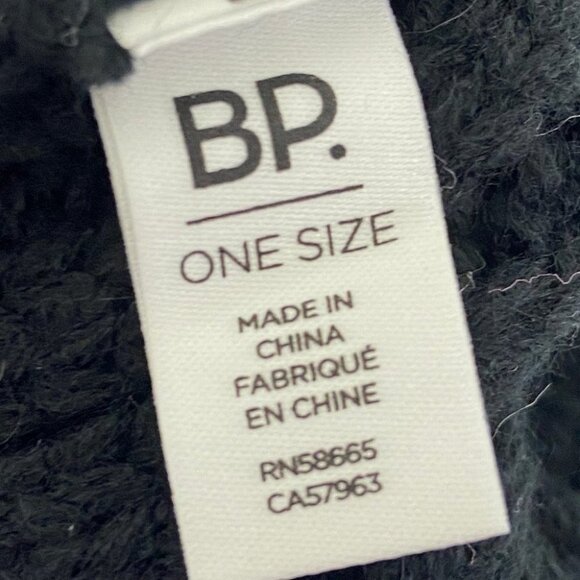 BP.
ONE SIZE
MADE IN
CHINA
FABRIQUÉ
EN CHINE
RN58665
CA57963